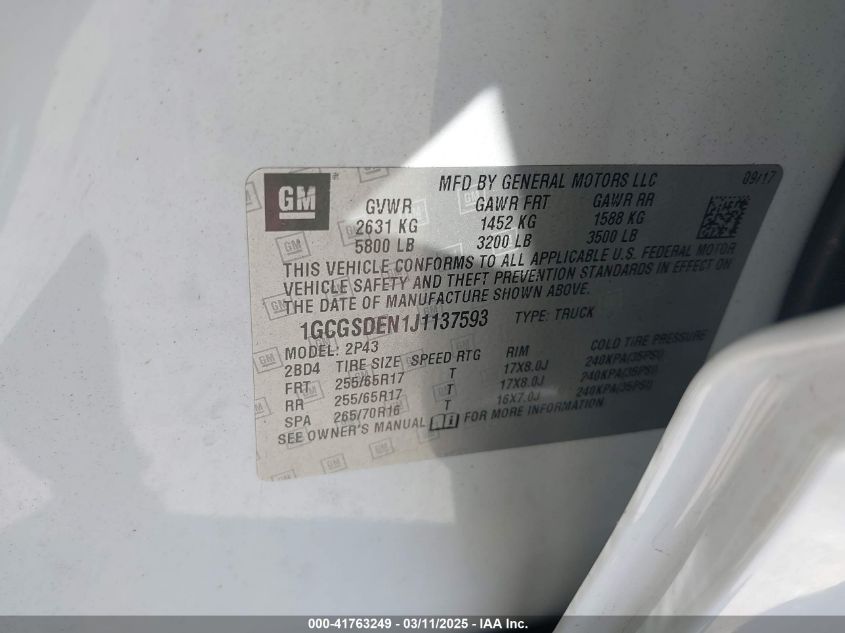 GM
MFD BY GENERAL MOTORS LLC
09/17
GVWR GAWR FRT GAWR RR
2631 KG 1452 KG 1588 KG
5800 LB 3200 LB 3500 LB
THIS VEHICLE CONFORMS TO ALL APPLICABLE U.S. FEDERAL MOTOR
VEHICLE SAFETY AND THEFT PREVENTION STANDARDS IN EFFECT ON
THE DATE OF MANUFACTURE SHOWN ABOVE.
1GCGSDEN1J1137593 TYPE: TRUCK
MODEL: 2P43
2BD4 TIRE SIZE SPEED RTG RIM COLD TIRE PRESSURE
FRT 255/65R17 T 17X8.0J 240KPA(35PSI)
RR 255/65R17 T 17X8.0J 240KPA(35PSI)
SPA 265/70R16 T 16X7.0J 240KPA(35PSI)
SEE OWNER'S MANUAL FOR MORE INFORMATION.
000-41763249 - 03/11/2025 - IAA Inc.